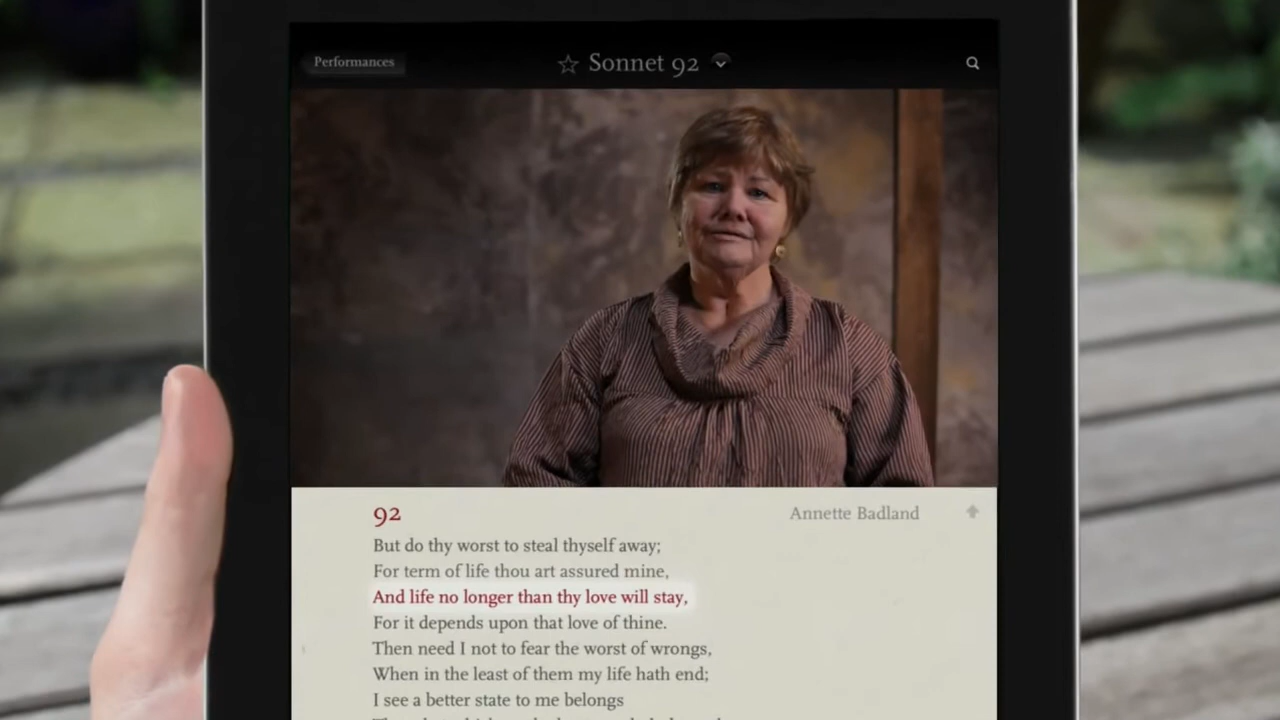 Performances
Sonnet 92
92
Annette Badland
But do thy worst to steal thyself away;
For term of life thou art assured mine,
And life no longer than thy love will stay,
For it depends upon that love of thine.
Then need I not to fear the worst of wrongs,
When in the least of them my life hath end;
I see a better state to me belongs